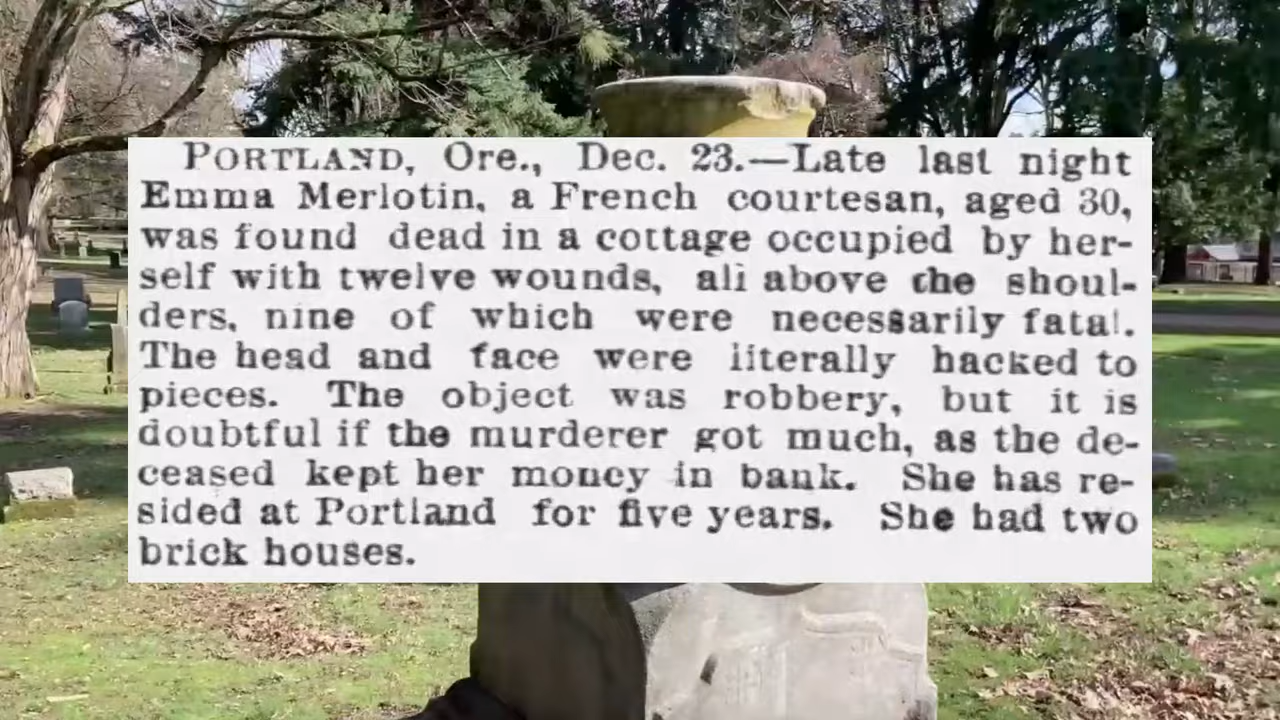 PORTLAND, Ore., Dec. 23.—Late last night
Emma Merlotin, a French courtesan, aged 30,
was found dead in a cottage occupied by her-
self with twelve wounds, all above the shoul-
ders, nine of which were necessarily fatal.
The head and face were literally hacked to
pieces. The object was robbery, but it is
doubtful if the murderer got much, as the de-
ceased kept her money in bank. She has re-
sided at Portland for five years. She had two
brick houses.